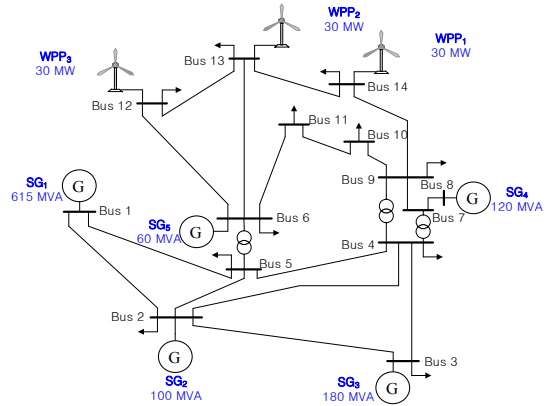 WPP₂
30 MW
WPP₁
30 MW
WPP₃
30 MW
Bus 13
Bus 14
Bus 12
Bus 11
Bus 10
SG₁
615 MVA
G
Bus 1
Bus 9
Bus 8
G
SG₄
120 MVA
Bus 7
SG₅
60 MVA
G
Bus 6
Bus 4
Bus 5
Bus 2
G
SG₂
100 MVA
Bus 3
G
SG₃
180 MVA